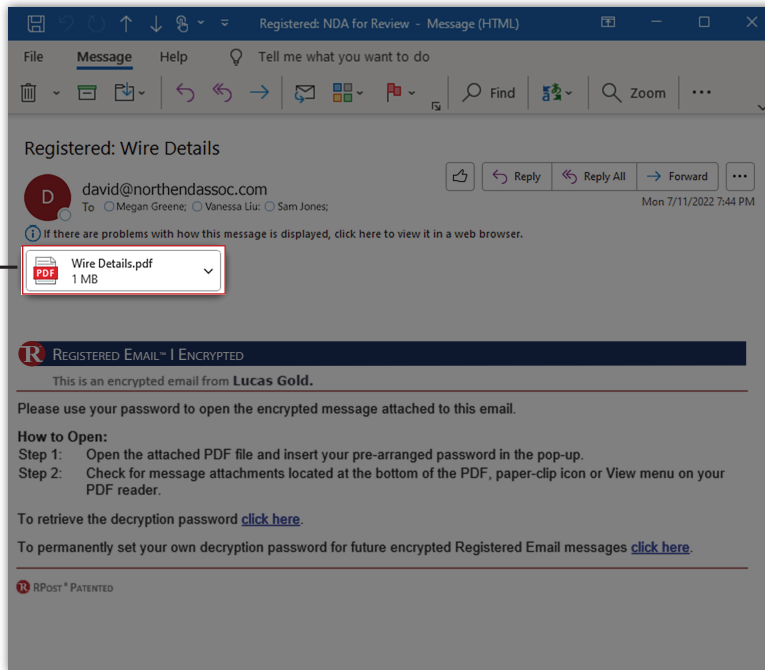 Registered: NDA for Review - Message (HTML)
File Message Help Tell me what you want to do
Find Zoom
Registered: Wire Details
D
david@northendassoc.com
To Megan Greene; Vanessa Liu: Sam Jones;
Reply Reply All Forward
Mon 7/11/2022 7:44 PM
If there are problems with how this message is displayed, click here to view it in a web browser.
PDF
Wire Details.pdf
1 MB
R REGISTERED EMAIL™ I ENCRYPTED
This is an encrypted email from Lucas Gold.
Please use your password to open the encrypted message attached to this email.
How to Open:
Step 1: Open the attached PDF file and insert your pre-arranged password in the pop-up.
Step 2: Check for message attachments located at the bottom of the PDF, paper-clip icon or View menu on your
PDF reader.
To retrieve the decryption password click here.
To permanently set your own decryption password for future encrypted Registered Email messages click here.
R RPOST® PATENTED